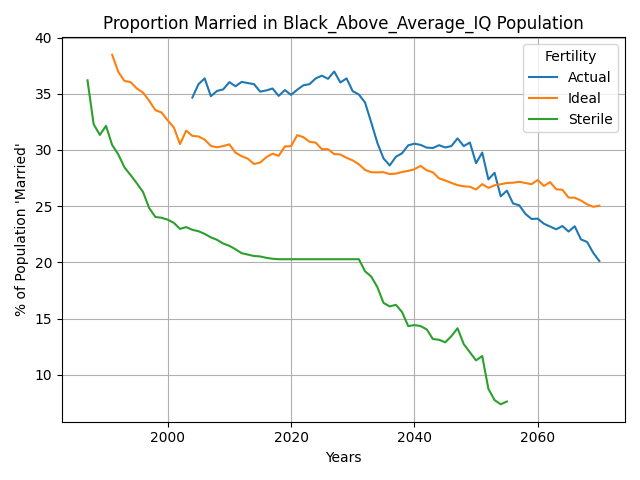 Proportion Married in Black_Above_Average_IQ Population
% of Population 'Married'
40
35
30
25
20
15
10
Fertility
Actual
Ideal
Sterile
2000
2020
2040
2060
Years